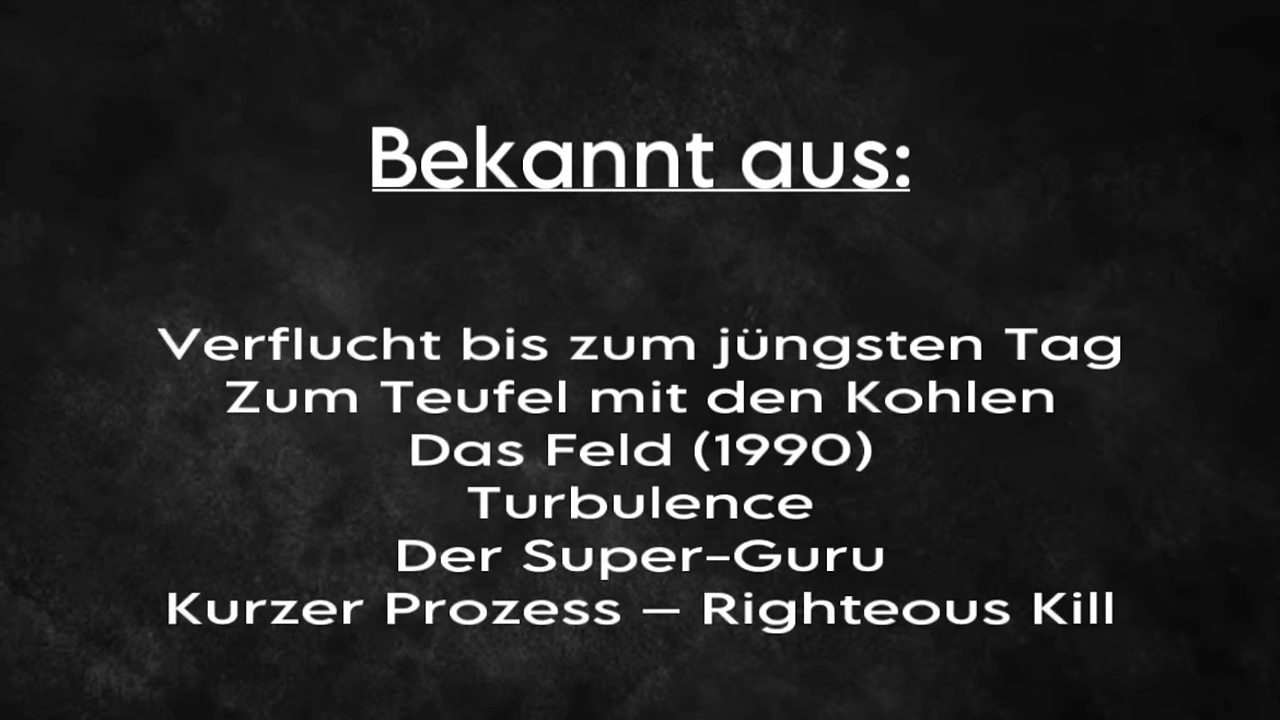 Bekannt aus:
Verflucht bis zum jüngsten Tag
Zum Teufel mit den Kohlen
Das Feld (1990)
Turbulence
Der Super-Guru
Kurzer Prozess – Righteous Kill